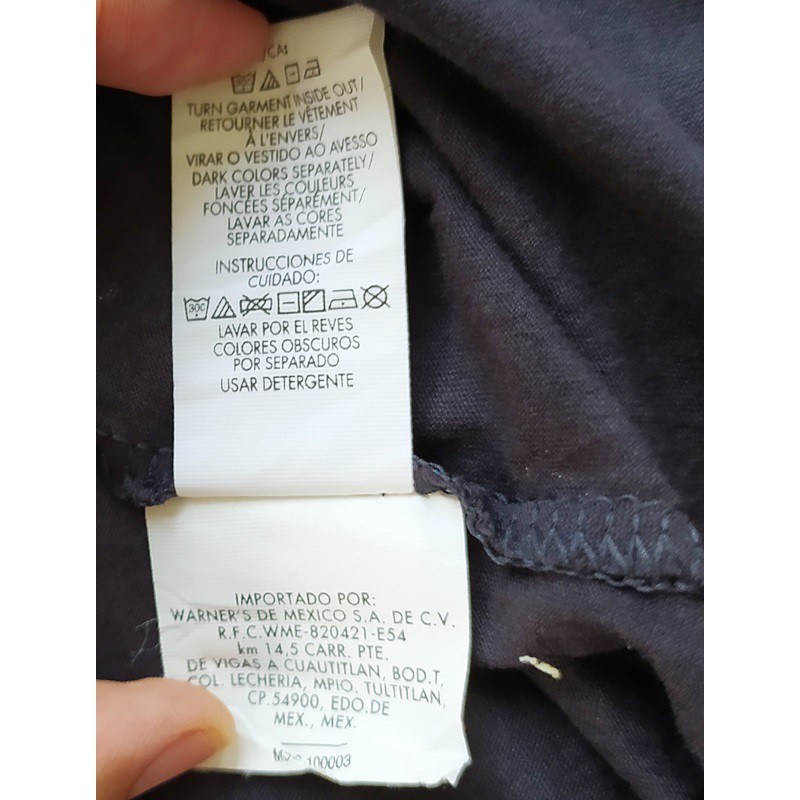 /CA:
TURN GARMENT INSIDE OUT/
RETOURNER LE VÊTEMENT
À L'ENVERS/
VIRAR O VESTIDO AO AVESSO
DARK COLORS SEPARATELY/
LAVER LES COULEURS
FONCÉES SÉPARÉMENT/
LAVAR AS CORES
SEPARADAMENTE
INSTRUCCIONES DE
CUIDADO:
30C
LAVAR POR EL REVES
COLORES OBSCUROS
POR SEPARADO
USAR DETERGENTE
IMPORTADO POR:
WARNER'S DE MEXICO S.A. DE C.V.
R.F.C.WME-820421-E54
km 14,5 CARR. PTE.
DE VIGAS A CUAUTITLAN, BOD.T,
COL. LECHERIA, MPIO, TULTITLAN,
CP.54900, EDO.DE
MEX., MEX.
100003